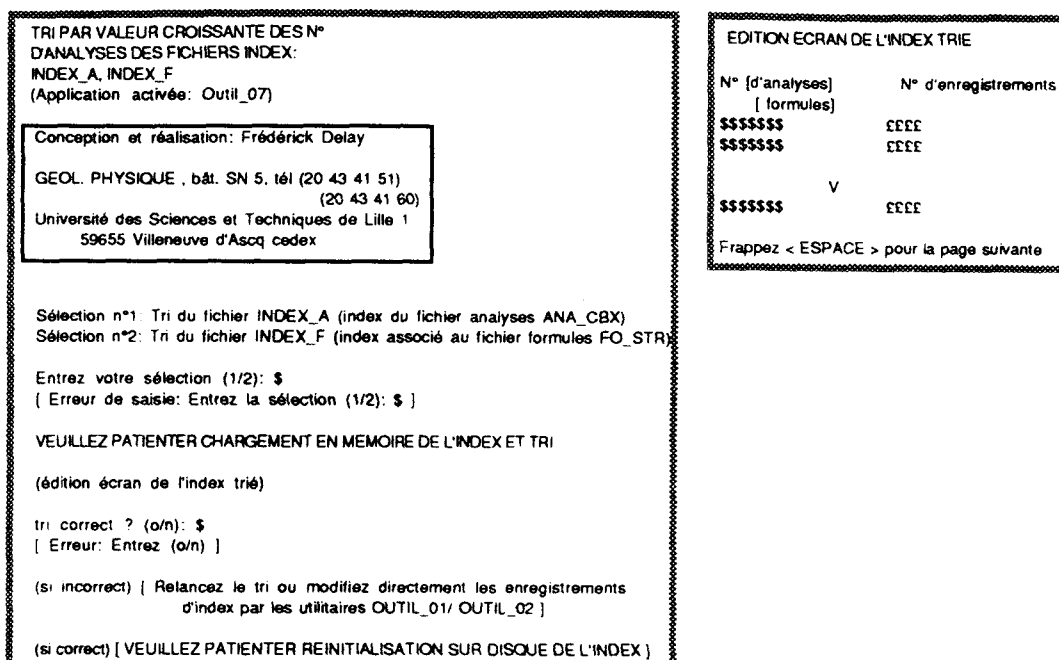 TRI PAR VALEUR CROISSANTE DES N°
D'ANALYSES DES FICHIERS INDEX:
INDEX_A, INDEX_F
(Application activée: Outil_07)
Conception et réalisation: Frédérick Delay
GEOL. PHYSIQUE , bât. SN 5, tél (20 43 41 51)
(20 43 41 60)
Université des Sciences et Techniques de Lille 1
59655 Villeneuve d'Ascq cedex
Sélection n°1: Tri du fichier INDEX_A (index du fichier analyses ANA_CBX)
Sélection n°2: Tri du fichier INDEX_F (index associé au fichier formules FO_STR)
Entrez votre sélection (1/2): $
[ Erreur de saisie: Entrez la sélection (1/2): $ ]
VEUILLEZ PATIENTER CHARGEMENT EN MEMOIRE DE L'INDEX ET TRI
(édition écran de l'index trié)
tri correct ? (o/n): $
[ Erreur: Entrez (o/n) ]
(si incorrect) [ Relancez le tri ou modifiez directement les enregistrements
d'index par les utilitaires OUTIL_01/ OUTIL_02 ]
(si correct) [ VEUILLEZ PATIENTER REINITIALISATION SUR DISQUE DE L'INDEX ]
EDITION ECRAN DE L'INDEX TRIE
N° [d'analyses] N° d'enregistrements
[ formules]
$$$$$$$ ££££
$$$$$$$ ££££
V
$$$$$$$ ££££
Frappez < ESPACE > pour la page suivante